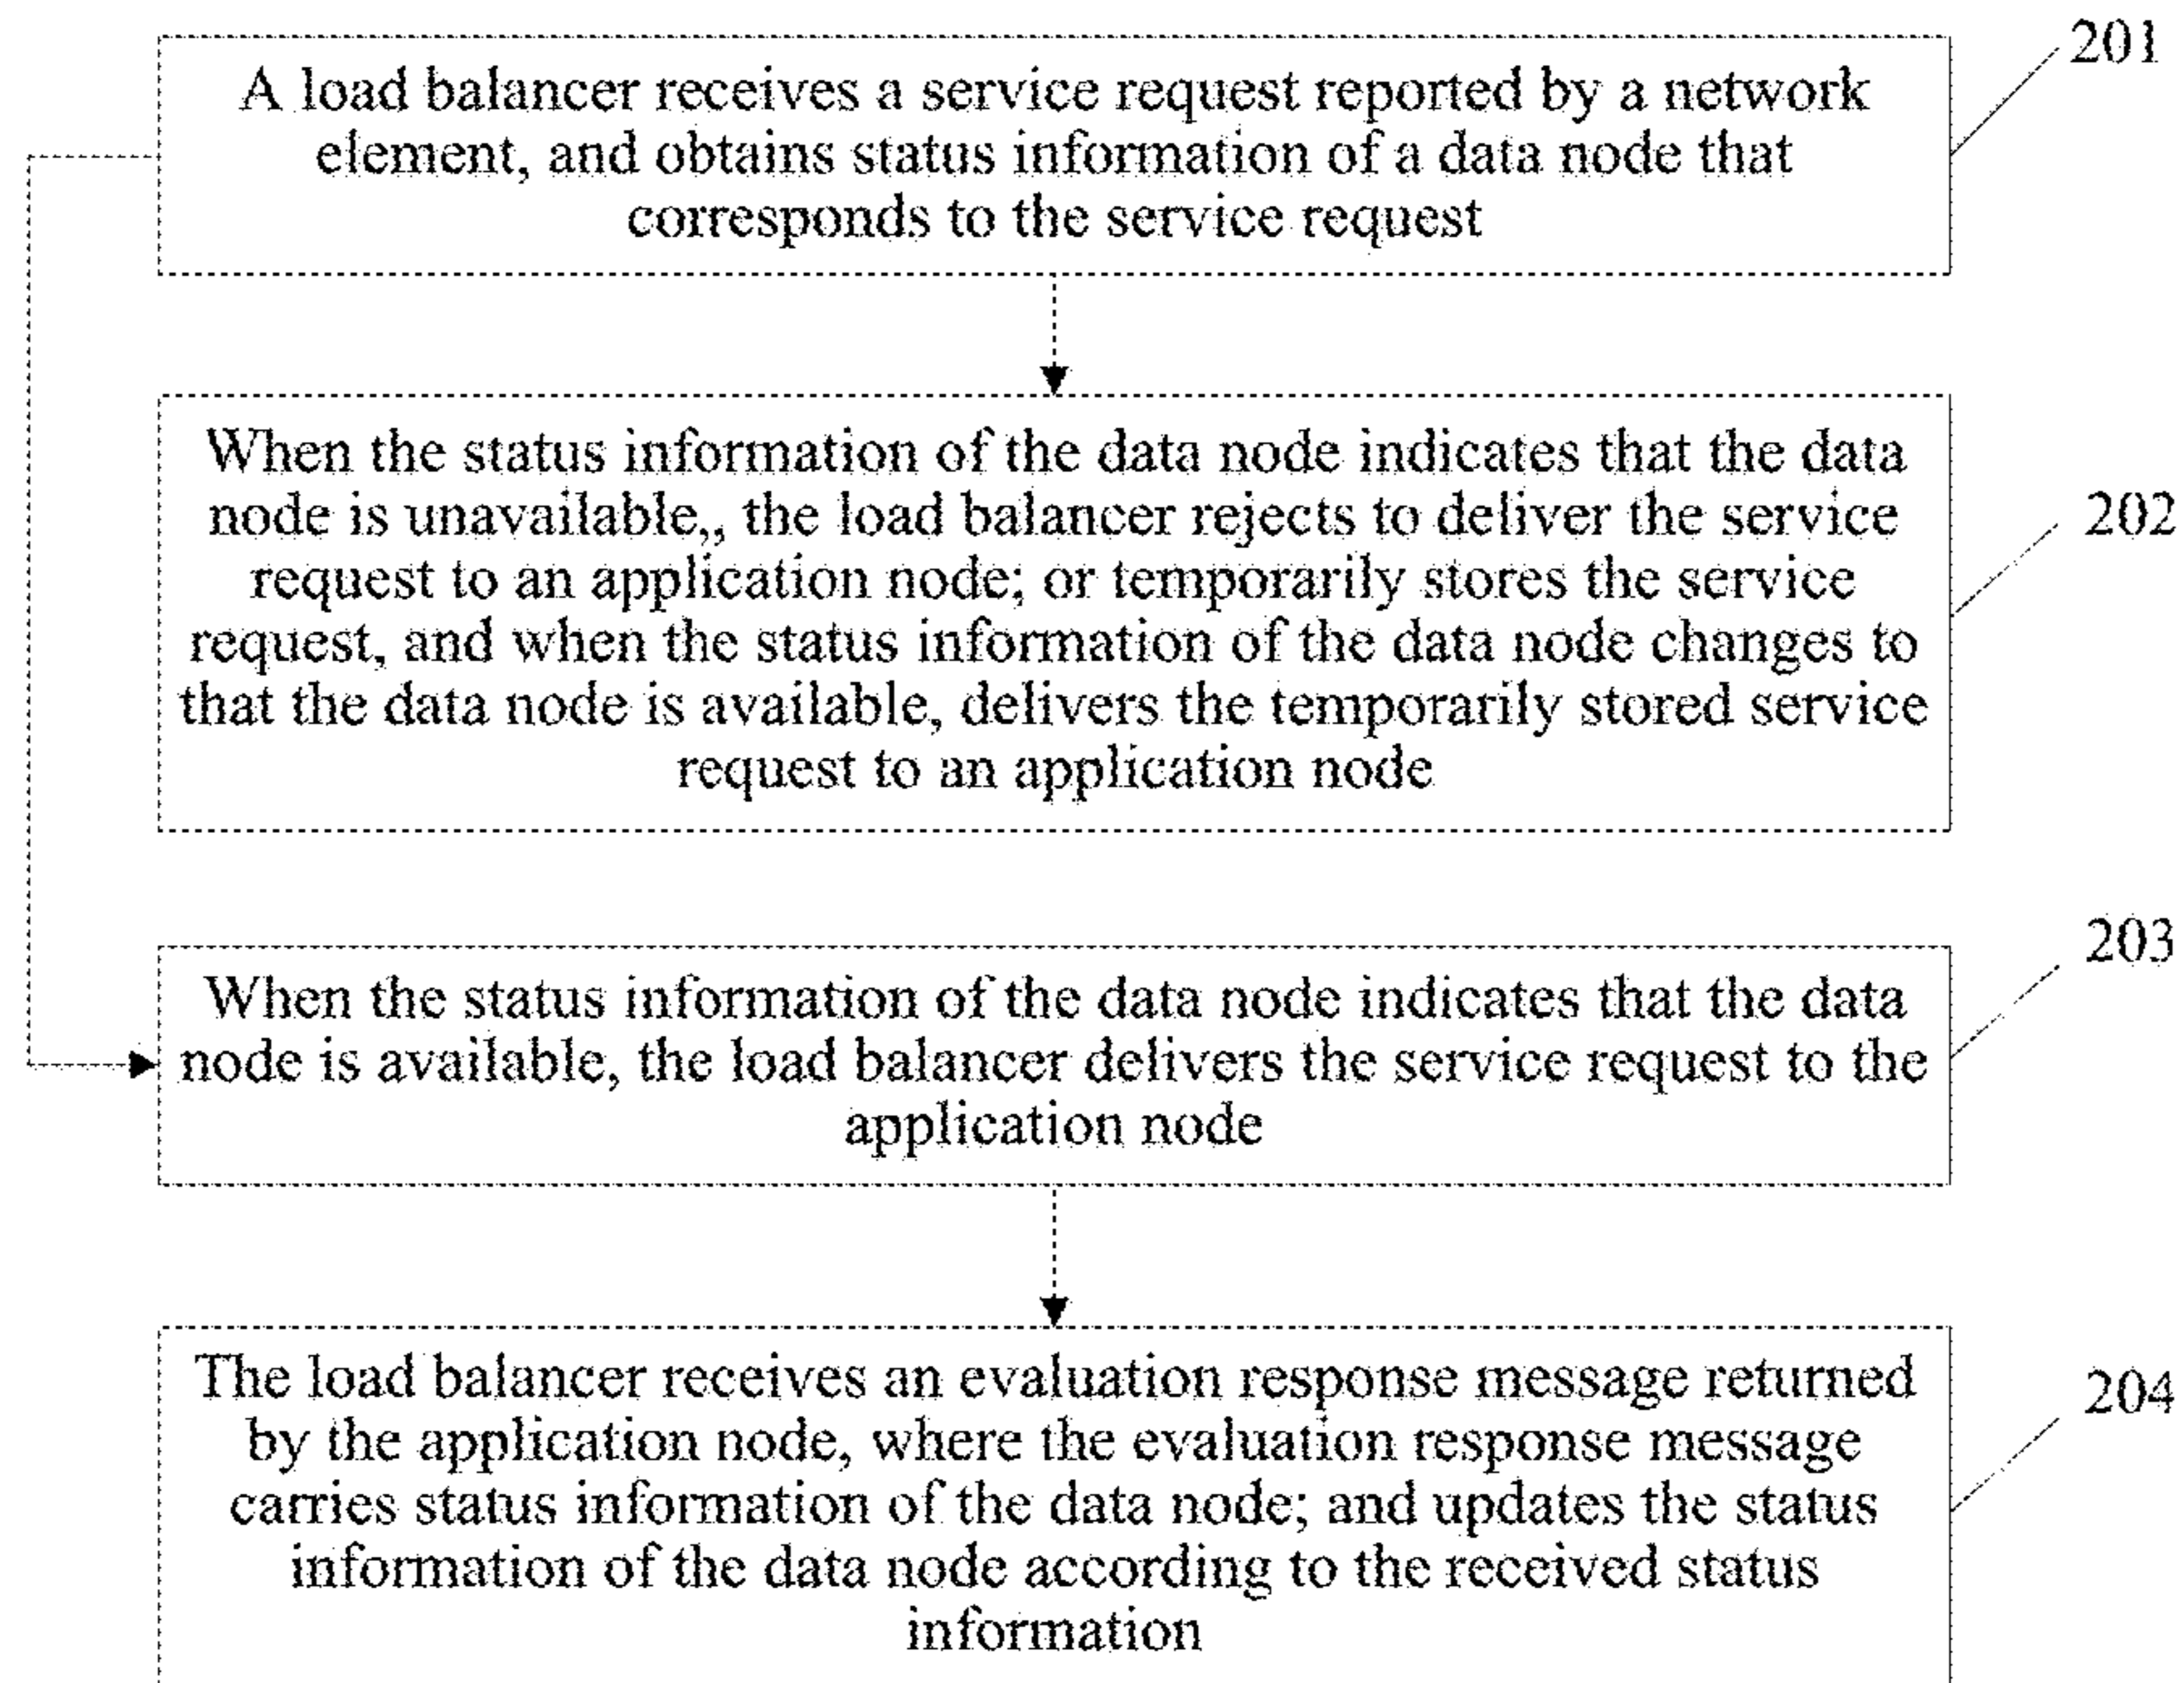 201
A load balancer receives a service request reported by a network
element, and obtains status information of a data node that
corresponds to the service request
When the status information of the data node indicates that the data
node is unavailable,, the load balancer rejects to deliver the service
request to an application node; or temporarily stores the service
request, and when the status information of the data node changes to
that the data node is available, delivers the temporarily stored service
request to an application node
202
When the status information of the data node indicates that the data
node is available, the load balancer delivers the service request to the
application node
203
The load balancer receives an evaluation response message returned
by the application node, where the evaluation response message
carries status information of the data node; and updates the status
information of the data node according to the received status
information
204